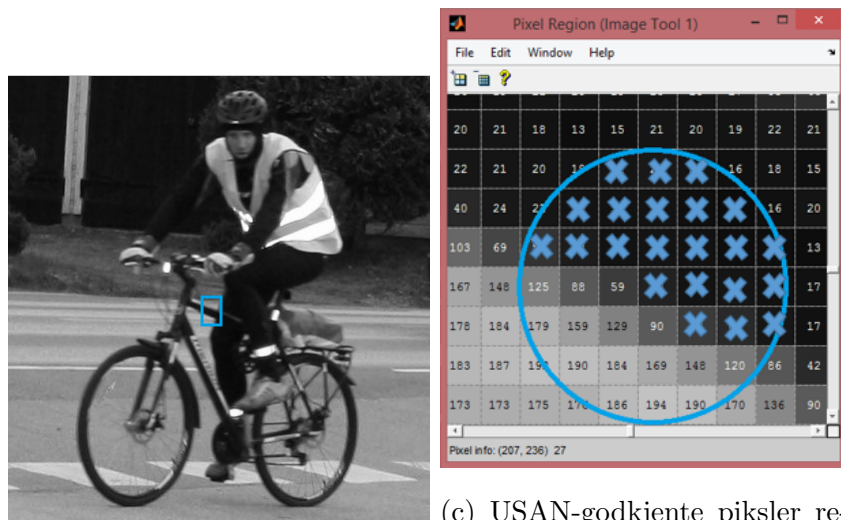 Pixel Region (Image Tool 1)
File Edit Window Help
20 21 18 13 15 21 20 19 22 21
22 21 20 16 18 15
40 24 16 20
103 69 13
167 148 125 88 59 17
178 184 179 159 129 90 17
183 187 190 184 169 148 120 86 42
173 173 175 186 194 190 170 136 90
Pixel info: (207, 236) 27
(c) USAN-godkjente piksler re-